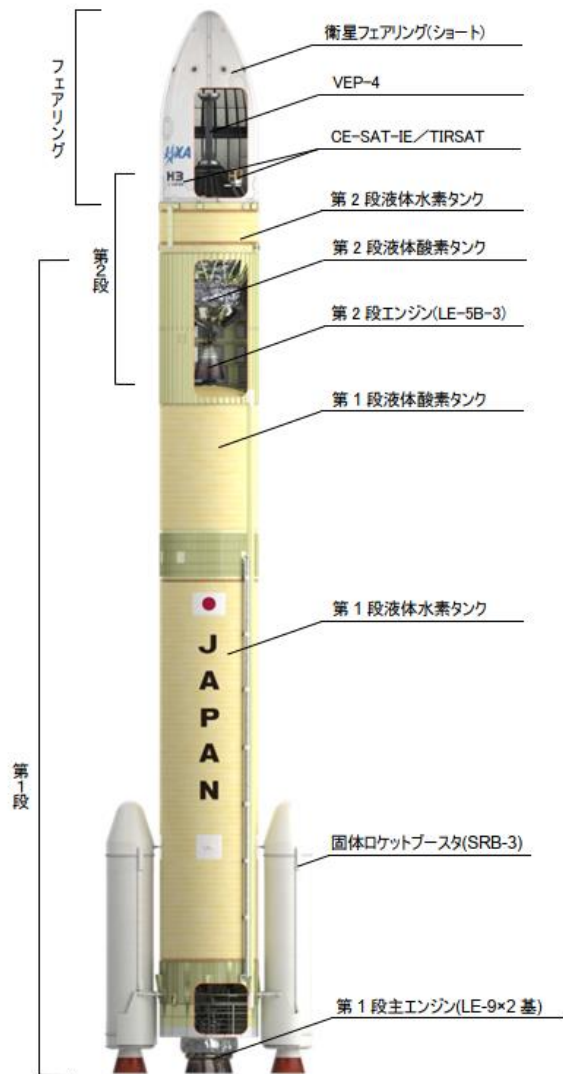 衛星フェアリング(ショート)
VEP-4
CE-SAT-IE/TIRSAT
第2段液体水素タンク
第2段液体酸素タンク
第2段エンジン(LE-5B-3)
第1段液体酸素タンク
第1段液体水素タンク
固体ロケットブースタ(SRB-3)
第1段主エンジン(LE-9×2基)
フェアリング
第2段
第1段
JAXA
H3
JAPAN